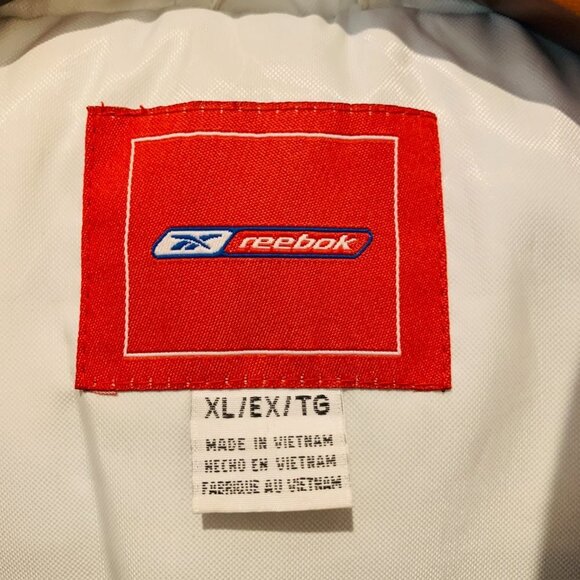 reebok
XL/EX/TG
MADE IN VIETNAM
HECHO EN VIETNAM
FABRIQUE AU VIETNAM